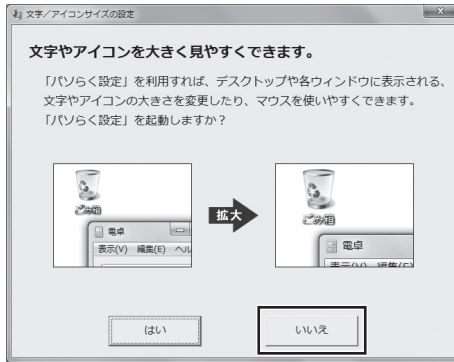 文字/アイコンサイズの設定
文字やアイコンを大きく見やすくできます。
「パソらく設定」を利用すれば、デスクトップや各ウィンドウに表示される、
文字やアイコンの大きさを変更したり、マウスを使いやすくできます。
「パソらく設定」を起動しますか？
ごみ箱
電卓
表示(V) 編集(E) ヘル
拡大
ごみ箱
電卓
表示(V) 編集(E)
はい
いいえ